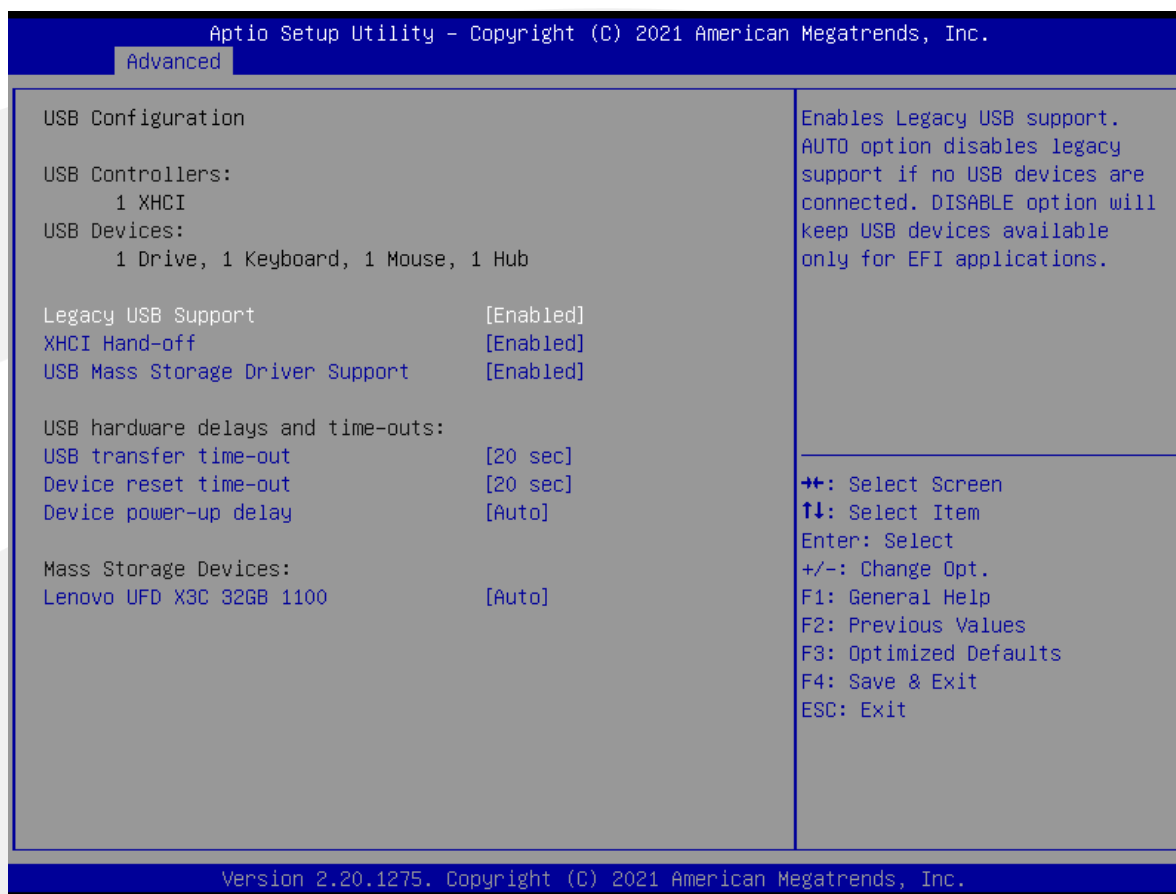 Aptio Setup Utility – Copyright (C) 2021 American Megatrends, Inc.
Advanced
USB Configuration
USB Controllers:
1 XHCI
USB Devices:
1 Drive, 1 Keyboard, 1 Mouse, 1 Hub
Legacy USB Support [Enabled]
XHCI Hand-off [Enabled]
USB Mass Storage Driver Support [Enabled]
USB hardware delays and time-outs:
USB transfer time-out [20 sec]
Device reset time-out [20 sec]
Device power-up delay [Auto]
Mass Storage Devices:
Lenovo UFD X3C 32GB 1100 [Auto]
Enables Legacy USB support.
AUTO option disables legacy
support if no USB devices are
connected. DISABLE option will
keep USB devices available
only for EFI applications.
→←: Select Screen
↑↓: Select Item
Enter: Select
+/-: Change Opt.
F1: General Help
F2: Previous Values
F3: Optimized Defaults
F4: Save & Exit
ESC: Exit
Version 2.20.1275. Copyright (C) 2021 American Megatrends, Inc.